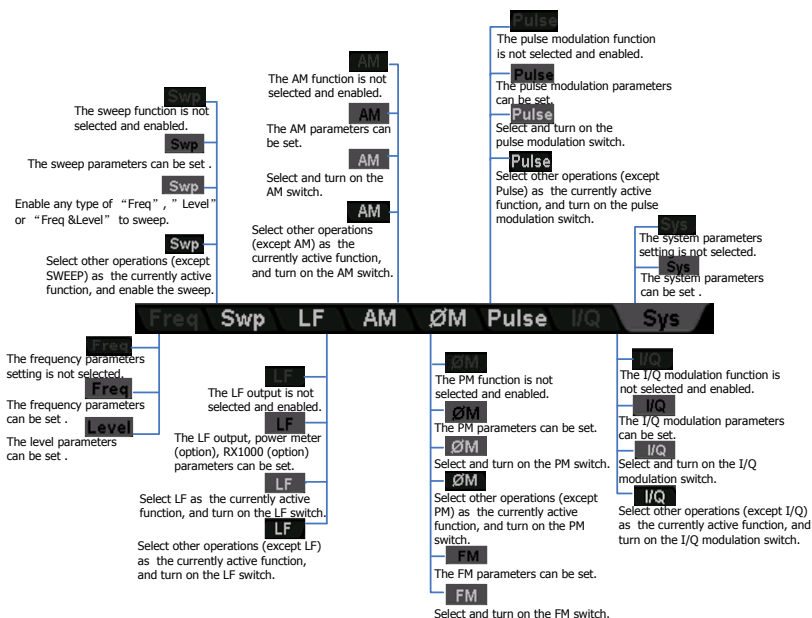 Pulse
The pulse modulation function
is not selected and enabled.
Pulse
The pulse modulation parameters
can be set.
Pulse
Select and turn on the
pulse modulation switch.
Pulse
Select other operations (except
Pulse) as the currently active
function, and turn on the pulse
modulation switch.
AM
The AM function is not
selected and enabled.
AM
The AM parameters can
be set.
AM
Select and turn on the
AM switch.
AM
Select other operations
(except AM) as the
currently active function,
and turn on the AM switch.
Swp
The sweep function is not
selected and enabled.
Swp
The sweep parameters can be set .
Swp
Enable any type of “Freq” , ” Level”
or “Freq &Level” to sweep.
Swp
Select other operations (except
SWEEP) as the currently active
function, and enable the sweep.
Sys
The system parameters
setting is not selected.
Sys
The system parameters
can be set .
Freq Swp LF AM ØM Pulse I/Q Sys
Freq
The frequency parameters
setting is not selected.
Freq
The frequency parameters
can be set .
Level
The level parameters
can be set .
LF
The LF output is not
selected and enabled.
LF
The LF output, power meter
(option), RX1000 (option)
parameters can be set.
LF
Select LF as the currently active
function, and turn on the LF switch.
LF
Select other operations (except LF)
as the currently active function,
and turn on the LF switch.
ØM
The PM function is not
selected and enabled.
ØM
The PM parameters can be set.
ØM
Select and turn on the PM switch.
ØM
Select other operations (except
PM) as the currently active
function, and turn on the PM
switch.
FM
The FM parameters can be set.
FM
Select and turn on the FM switch.
I/Q
The I/Q modulation function is
not selected and enabled.
I/Q
The I/Q modulation parameters
can be set.
I/Q
Select and turn on the I/Q
modulation switch.
I/Q
Select other operations (except I/Q)
as the currently active function, and
turn on the I/Q modulation switch.